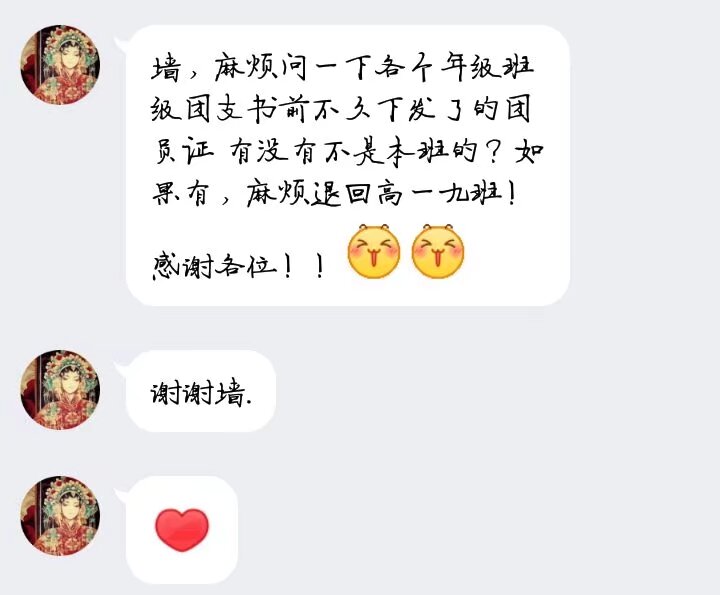 墙，麻烦问一下各个年级班
级团支书前不久下发了的团
员证 有没有不是本班的？如
果有，麻烦退回高一九班！
感谢各位！！
谢谢墙.